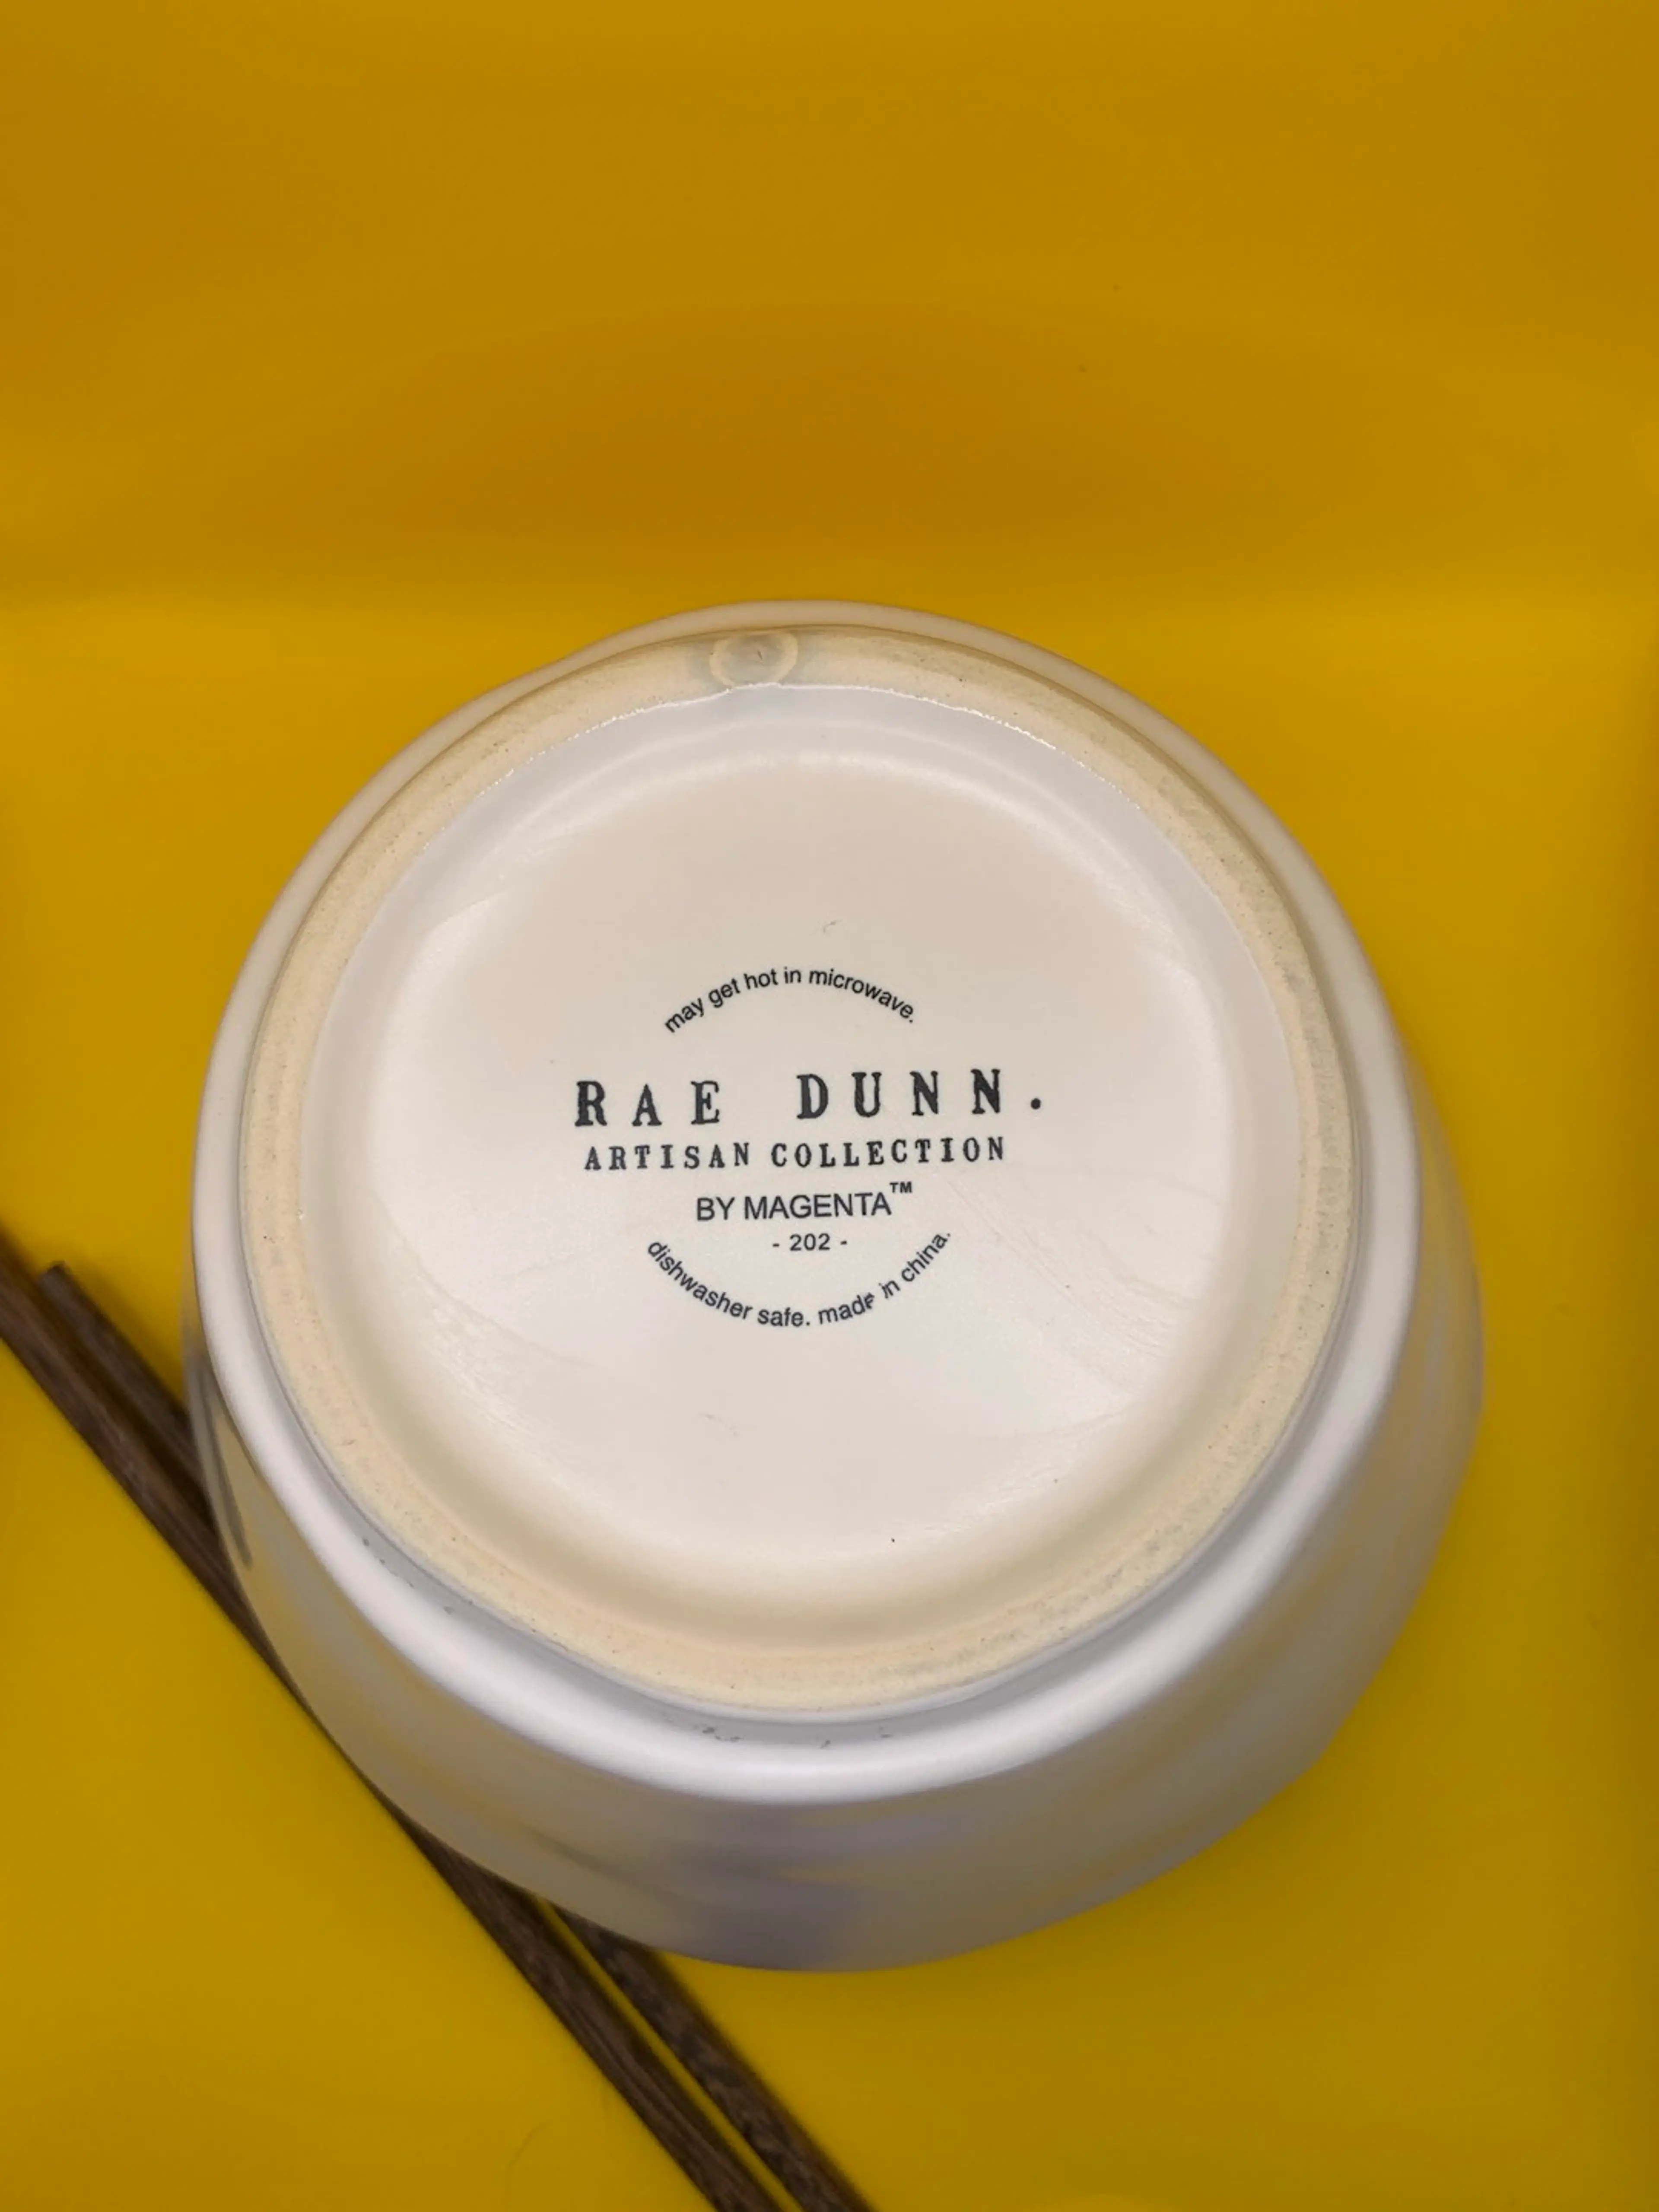 may get hot in microwave.
RAE DUNN.
ARTISAN COLLECTION
BY MAGENTA™
- 202 -
dishwasher safe. made in china.